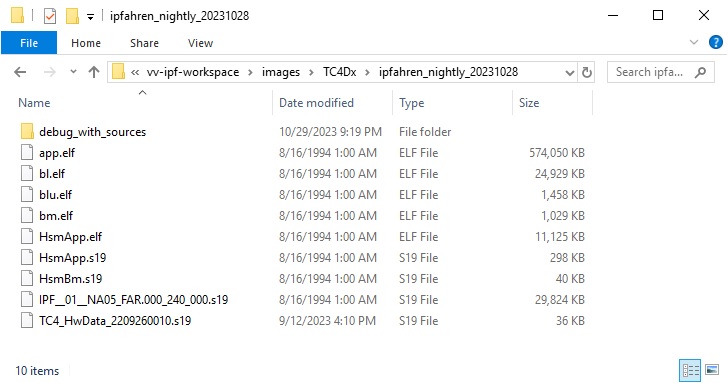 ipfahren_nightly_20231028
File Home Share View
« vv-ipf-workspace > images > TC4Dx > ipfahren_nightly_20231028 Search ipfa...
Name Date modified Type Size
debug_with_sources 10/29/2023 9:19 PM File folder
app.elf 8/16/1994 1:00 AM ELF File 574,050 KB
bl.elf 8/16/1994 1:00 AM ELF File 24,929 KB
blu.elf 8/16/1994 1:00 AM ELF File 1,458 KB
bm.elf 8/16/1994 1:00 AM ELF File 1,029 KB
HsmApp.elf 8/16/1994 1:00 AM ELF File 11,125 KB
HsmApp.s19 8/16/1994 1:00 AM S19 File 298 KB
HsmBm.s19 8/16/1994 1:00 AM S19 File 40 KB
IPF__01__NA05_FAR.000_240_000.s19 8/16/1994 1:00 AM S19 File 29,824 KB
TC4_HwData_2209260010.s19 9/12/2023 4:10 PM S19 File 36 KB
10 items